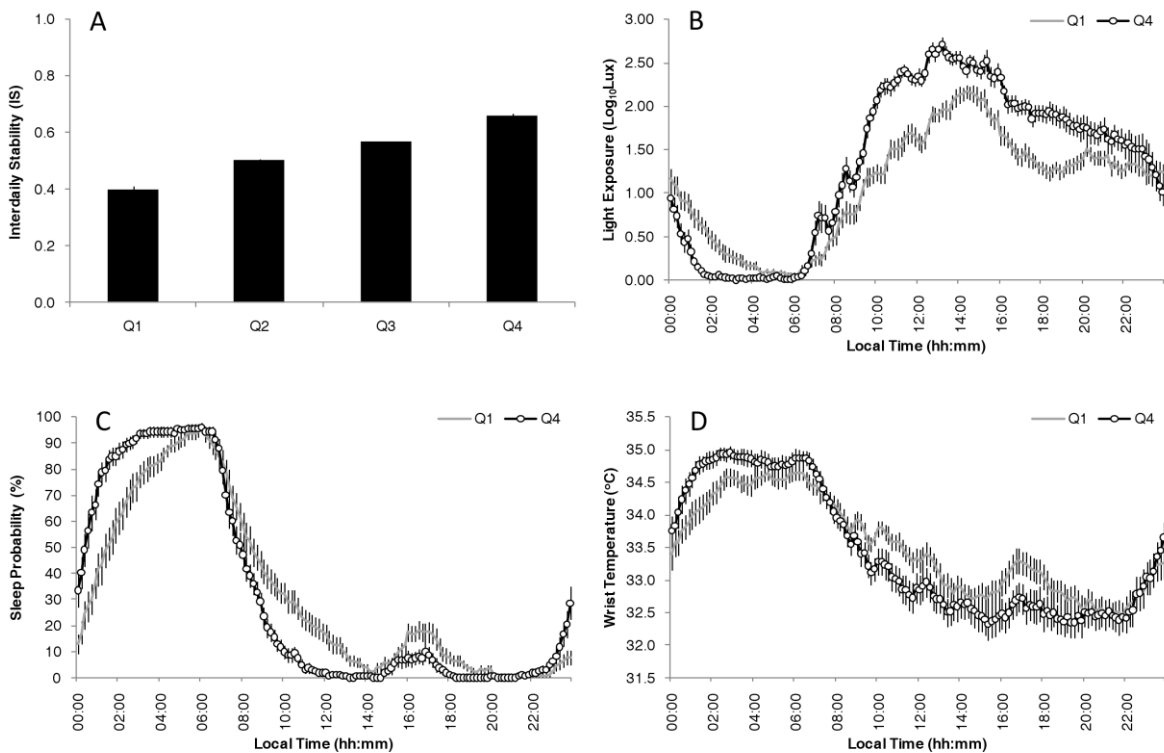 A
Interdaily Stability (IS)
1.0
0.8
0.6
0.4
0.2
0.0
Q1 Q2 Q3 Q4
B
Q1 Q4
Light Exposure (Log10Lux)
3.00
2.50
2.00
1.50
1.00
0.50
0.00
00:00 02:00 04:00 06:00 08:00 10:00 12:00 14:00 16:00 18:00 20:00 22:00
Local Time (hh:mm)
C
Q1 Q4
Sleep Probability (%)
100
90
80
70
60
50
40
30
20
10
0
00:00 02:00 04:00 06:00 08:00 10:00 12:00 14:00 16:00 18:00 20:00 22:00
Local Time (hh:mm)
D
Q1 Q4
Wrist Temperature (°C)
35.5
35.0
34.5
34.0
33.5
33.0
32.5
32.0
31.5
00:00 02:00 04:00 06:00 08:00 10:00 12:00 14:00 16:00 18:00 20:00 22:00
Local Time (hh:mm)